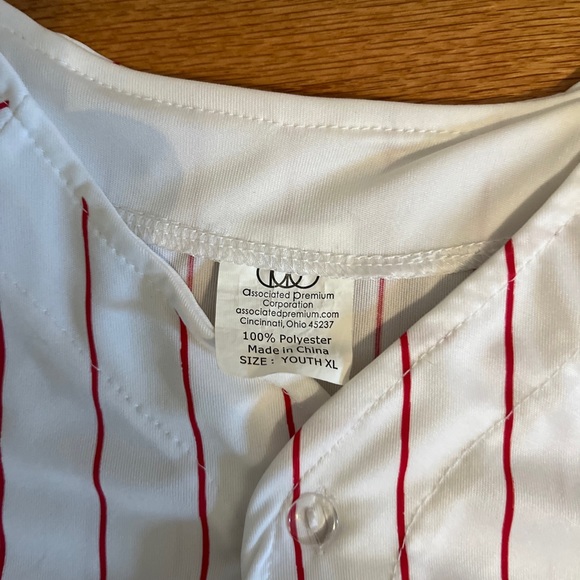 associated premium
Corporation
associatedpremium.com
Cincinnati, Ohio 45237
100% Polyester
Made in China
SIZE : YOUTH XL